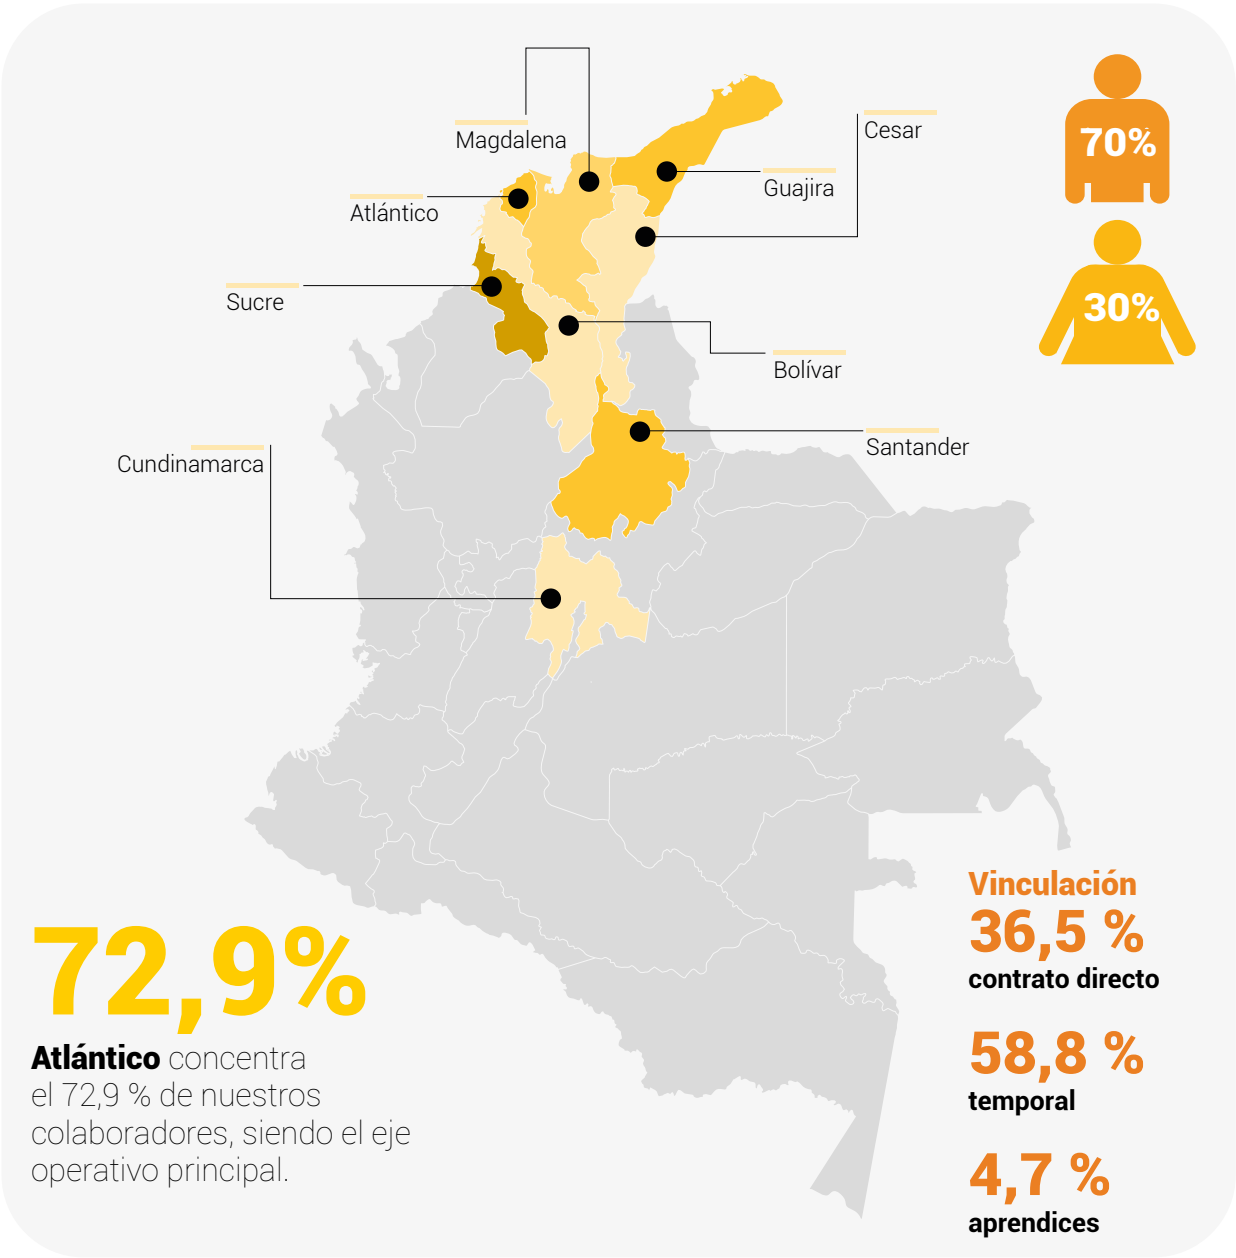 Magdalena
Cesar
70%
Guajira
Atlántico
30%
Sucre
Bolívar
Santander
Cundinamarca
72,9%
Atlántico concentra
el 72,9 % de nuestros
colaboradores, siendo el eje
operativo principal.
Vinculación
36,5 %
contrato directo
58,8 %
temporal
4,7 %
aprendices